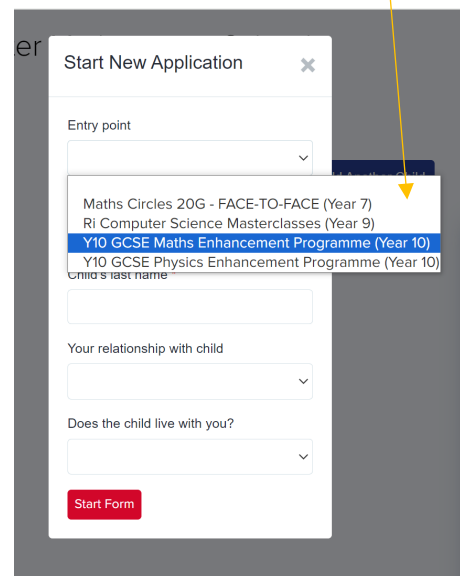 er
Start New Application ×
Entry point
Maths Circles 20G - FACE-TO-FACE (Year 7)
Ri Computer Science Masterclasses (Year 9)
Y10 GCSE Maths Enhancement Programme (Year 10)
Y10 GCSE Physics Enhancement Programme (Year 10)
Child's last name *
Your relationship with child
Does the child live with you?
Start Form